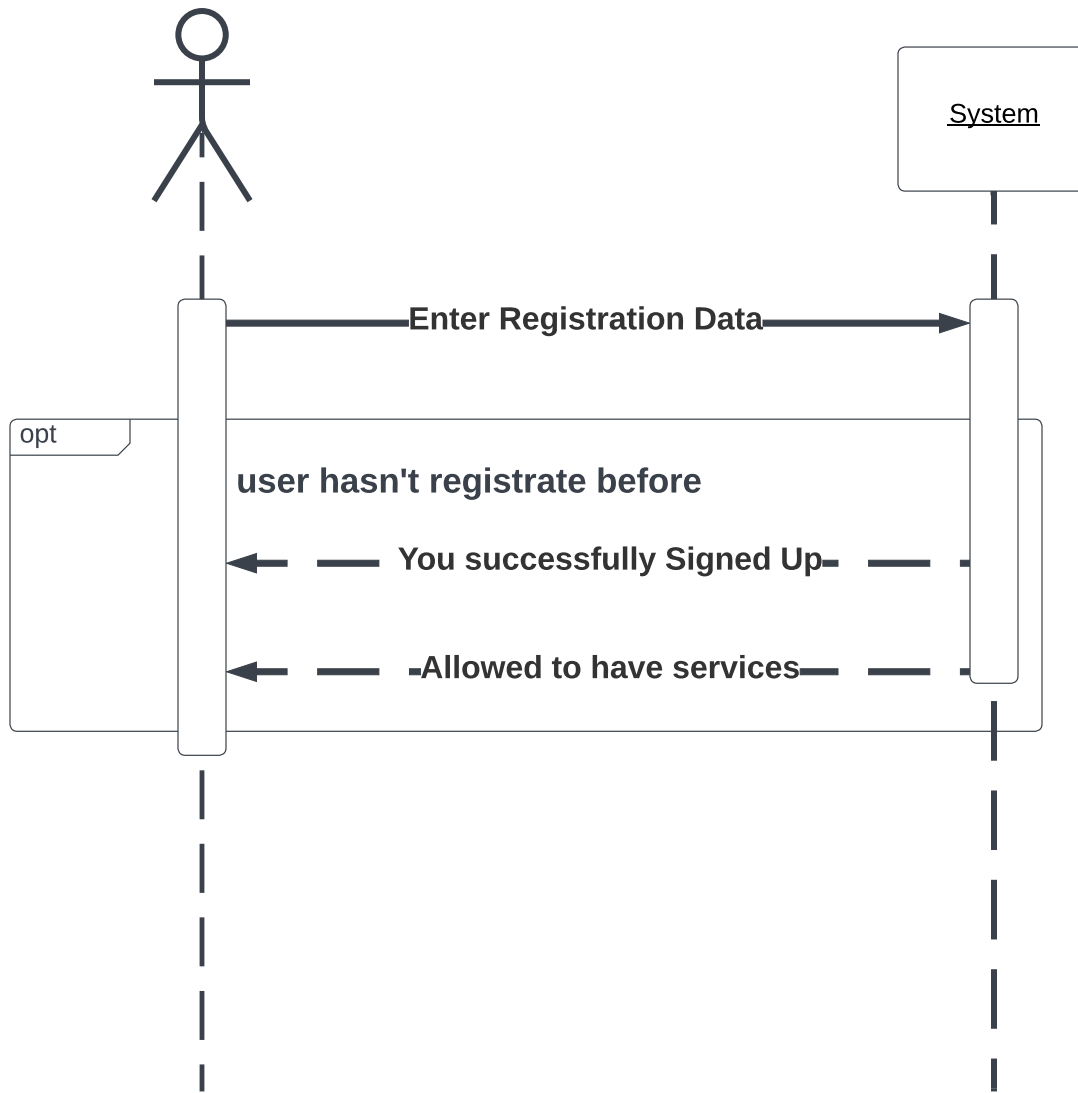 System
Enter Registration Data
opt
user hasn't registrate before
You successfully Signed Up
Allowed to have services